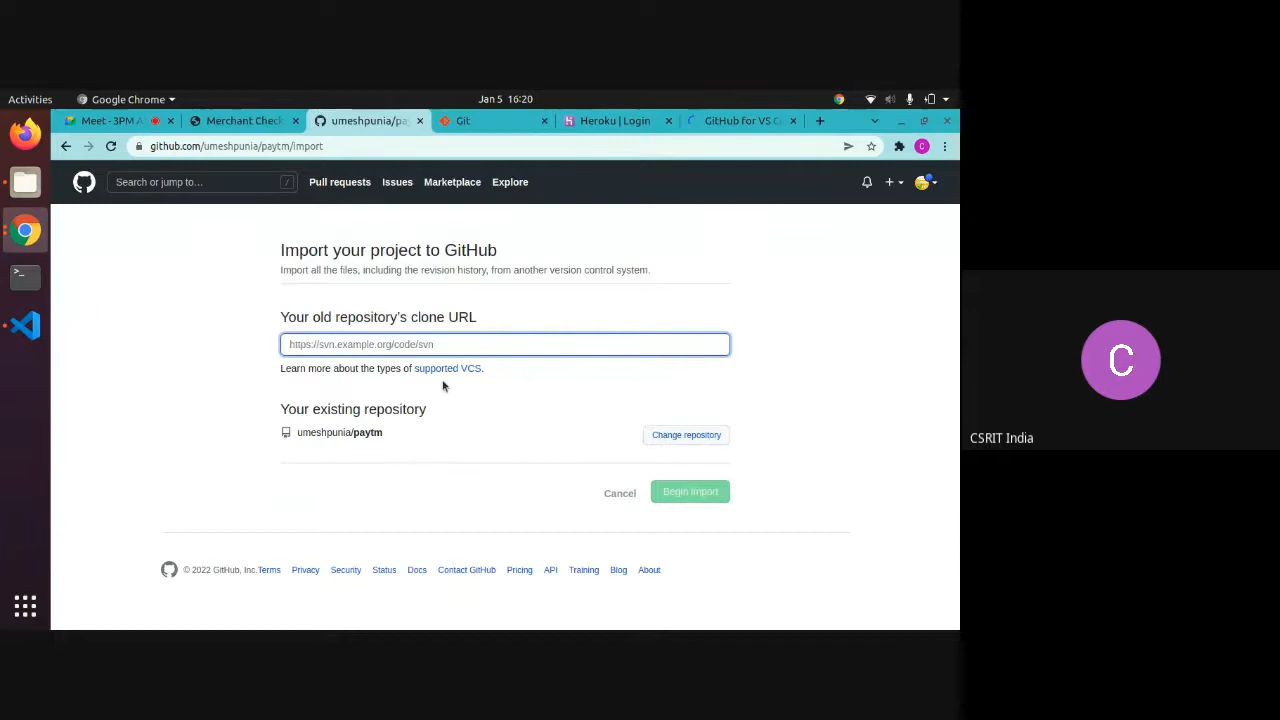 Activities
Google Chrome
Jan 5 16:20
Meet - 3PM A
Merchant Check
umeshpunia/pay
Git
Heroku | Login
GitHub for VS C
github.com/umeshpunia/paytm/import
C
Search or jump to…
/
Pull requests
Issues
Marketplace
Explore
Import your project to GitHub
Import all the files, including the revision history, from another version control system.
Your old repository's clone URL
https://svn.example.org/code/svn
Learn more about the types of supported VCS.
Your existing repository
umeshpunia/paytm
Change repository
Cancel
Begin import
© 2022 GitHub, Inc.
Terms
Privacy
Security
Status
Docs
Contact GitHub
Pricing
API
Training
Blog
About
C
CSRIT India